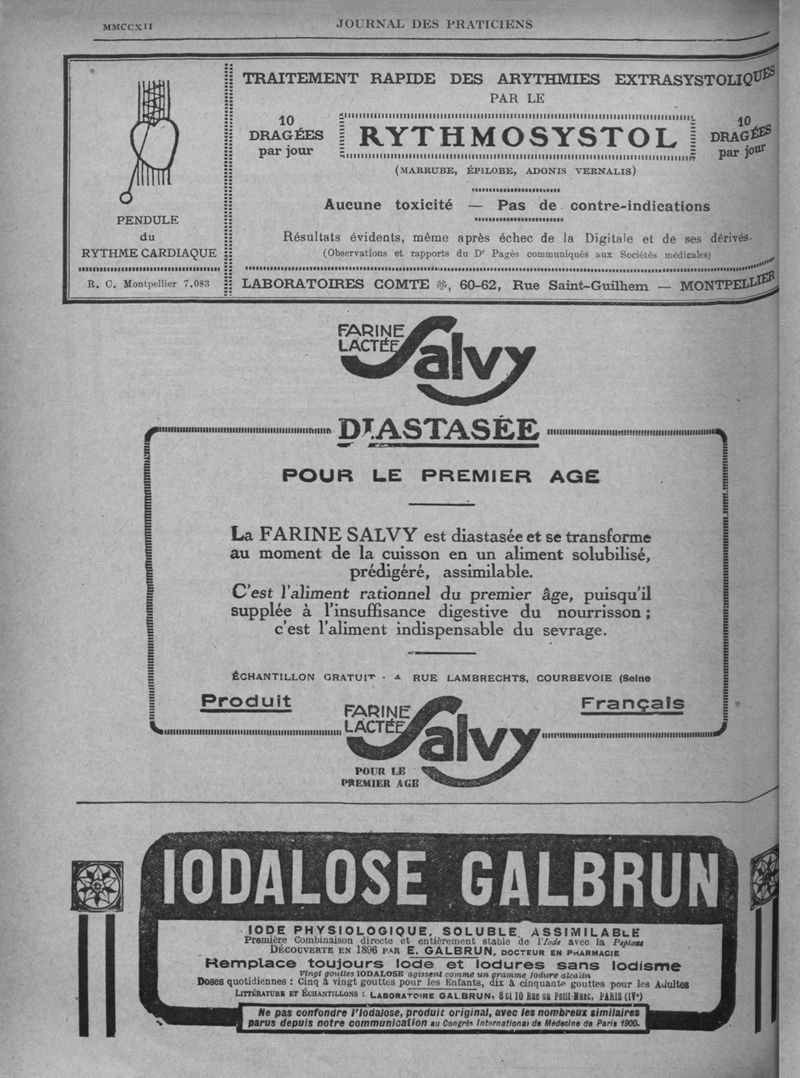 MMCCXII
JOURNAL DES PRATICIENS
PENDULE
du
RYTHME CARDIAQUE
R. C. Montpellier 7.083
TRAITEMENT RAPIDE DES ARYTHMIES EXTRASYSTOLIQUES
PAR LE
10
DRAGÉES
par jour
RYTHMOSYSTOL
10
DRAGÉES
par jour
(MARRUBE, ÉPILOBE, ADONIS VERNALIS)
Aucune toxicité — Pas de contre-indications
Résultats évidents, même après échec de la Digitale et de ses dérivés.
(Observations et rapports du Dr Pagès communiqués aux Sociétés médicales)
LABORATOIRES COMTE ❊, 60-62, Rue Saint-Guilhem — MONTPELLIER
FARINE
LACTÉE
Salvy
DIASTASÉE
POUR LE PREMIER AGE
La FARINE SALVY est diastasée et se transforme
au moment de la cuisson en un aliment solubilisé,
prédigéré, assimilable.
C'est l'aliment rationnel du premier âge, puisqu'il
supplée à l'insuffisance digestive du nourrisson ;
c'est l'aliment indispensable du sevrage.
ÉCHANTILLON GRATUIT · 4 RUE LAMBRECHTS, COURBEVOIE (Seine
Produit
Français
FARINE
LACTÉE
Salvy
POUR LE
PREMIER AGE
IODALOSE GALBRUN
IODE PHYSIOLOGIQUE, SOLUBLE, ASSIMILABLE
Première Combinaison directe et entièrement stable de l'Iode avec la Peptone
DÉCOUVERTE EN 1896 PAR E. GALBRUN, DOCTEUR EN PHARMACIE
Remplace toujours Iode et Iodures sans Iodisme
Vingt gouttes IODALOSE agissent comme un gramme Iodure alcalin
Doses quotidiennes : Cinq à vingt gouttes pour les Enfants, dix à cinquante gouttes pour les Adultes
LITTÉRATURE ET ÉCHANTILLONS : LABORATOIRE GALBRUN, 8 et 10 Rue du Petit-Musc, PARIS (IVe)
Ne pas confondre l'Iodalose, produit original, avec les nombreux similaires
parus depuis notre communication au Congrès International de Médecine de Paris 1900.